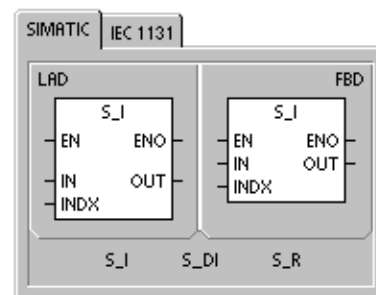 SIMATIC IEC 1131
LAD FBD
S_I S_I
EN ENO EN ENO
IN OUT IN OUT
INDX INDX
S_I S_DI S_R